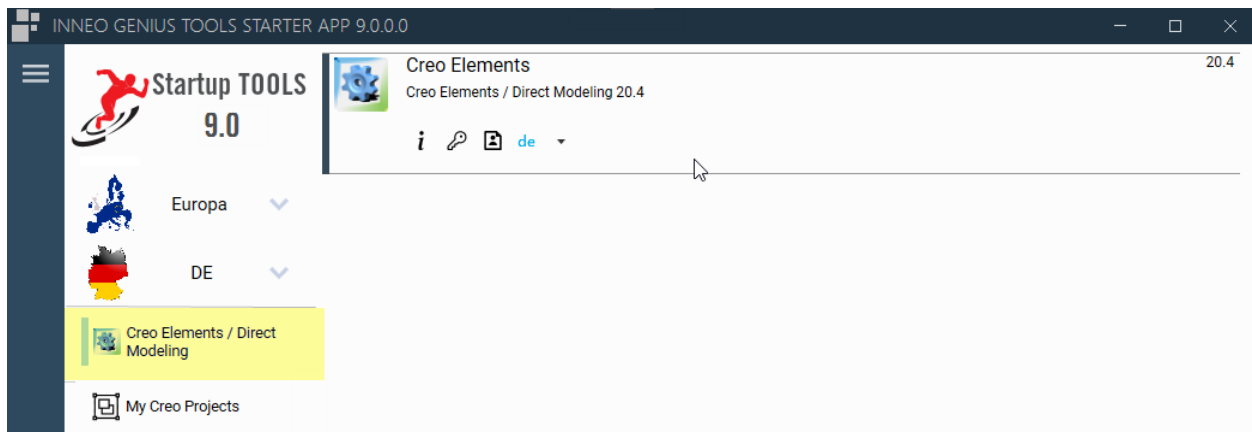 INNEO GENIUS TOOLS STARTER APP 9.0.0.0
Startup TOOLS
9.0
Europa
DE
Creo Elements / Direct
Modeling
My Creo Projects
Creo Elements
20.4
Creo Elements / Direct Modeling 20.4
i
de